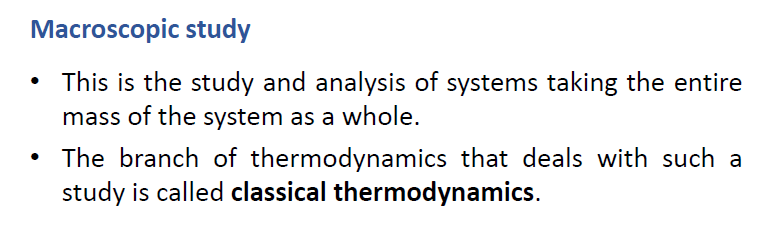 Macroscopic study
• This is the study and analysis of systems taking the entire
mass of the system as a whole.
• The branch of thermodynamics that deals with such a
study is called classical thermodynamics.